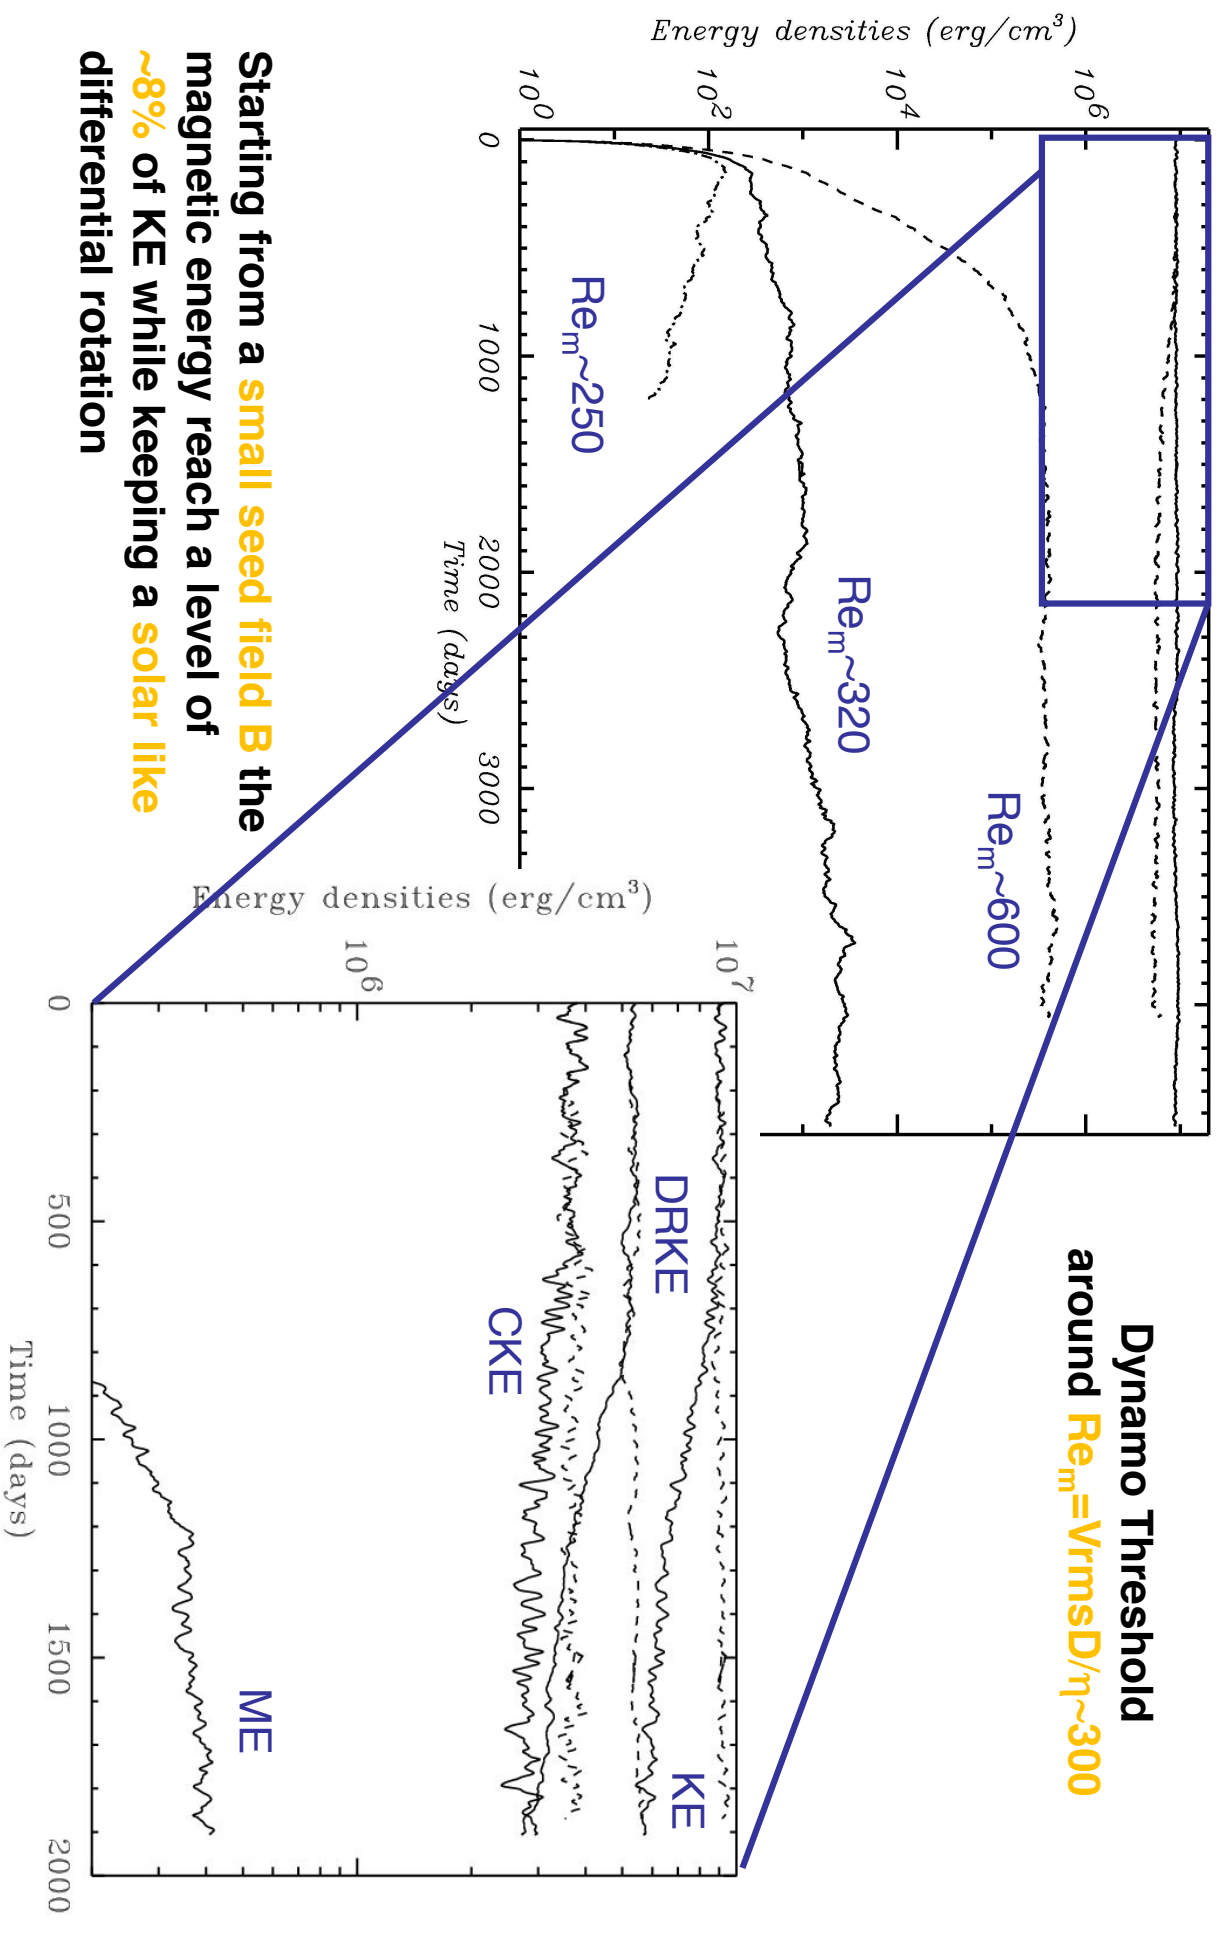 Dynamo Threshold
around Reₘ=VrmsD/η~300
Energy densities (erg/cm³)
10⁶
10⁴
10²
10⁰
0
1000
2000
3000
Time (days)
Reₘ~600
Reₘ~320
Reₘ~250
Energy densities (erg/cm³)
10⁷
10⁶
0
500
1000
1500
2000
Time (days)
DRKE
KE
CKE
ME
Starting from a small seed field B the
magnetic energy reach a level of
~8% of KE while keeping a solar like
differential rotation